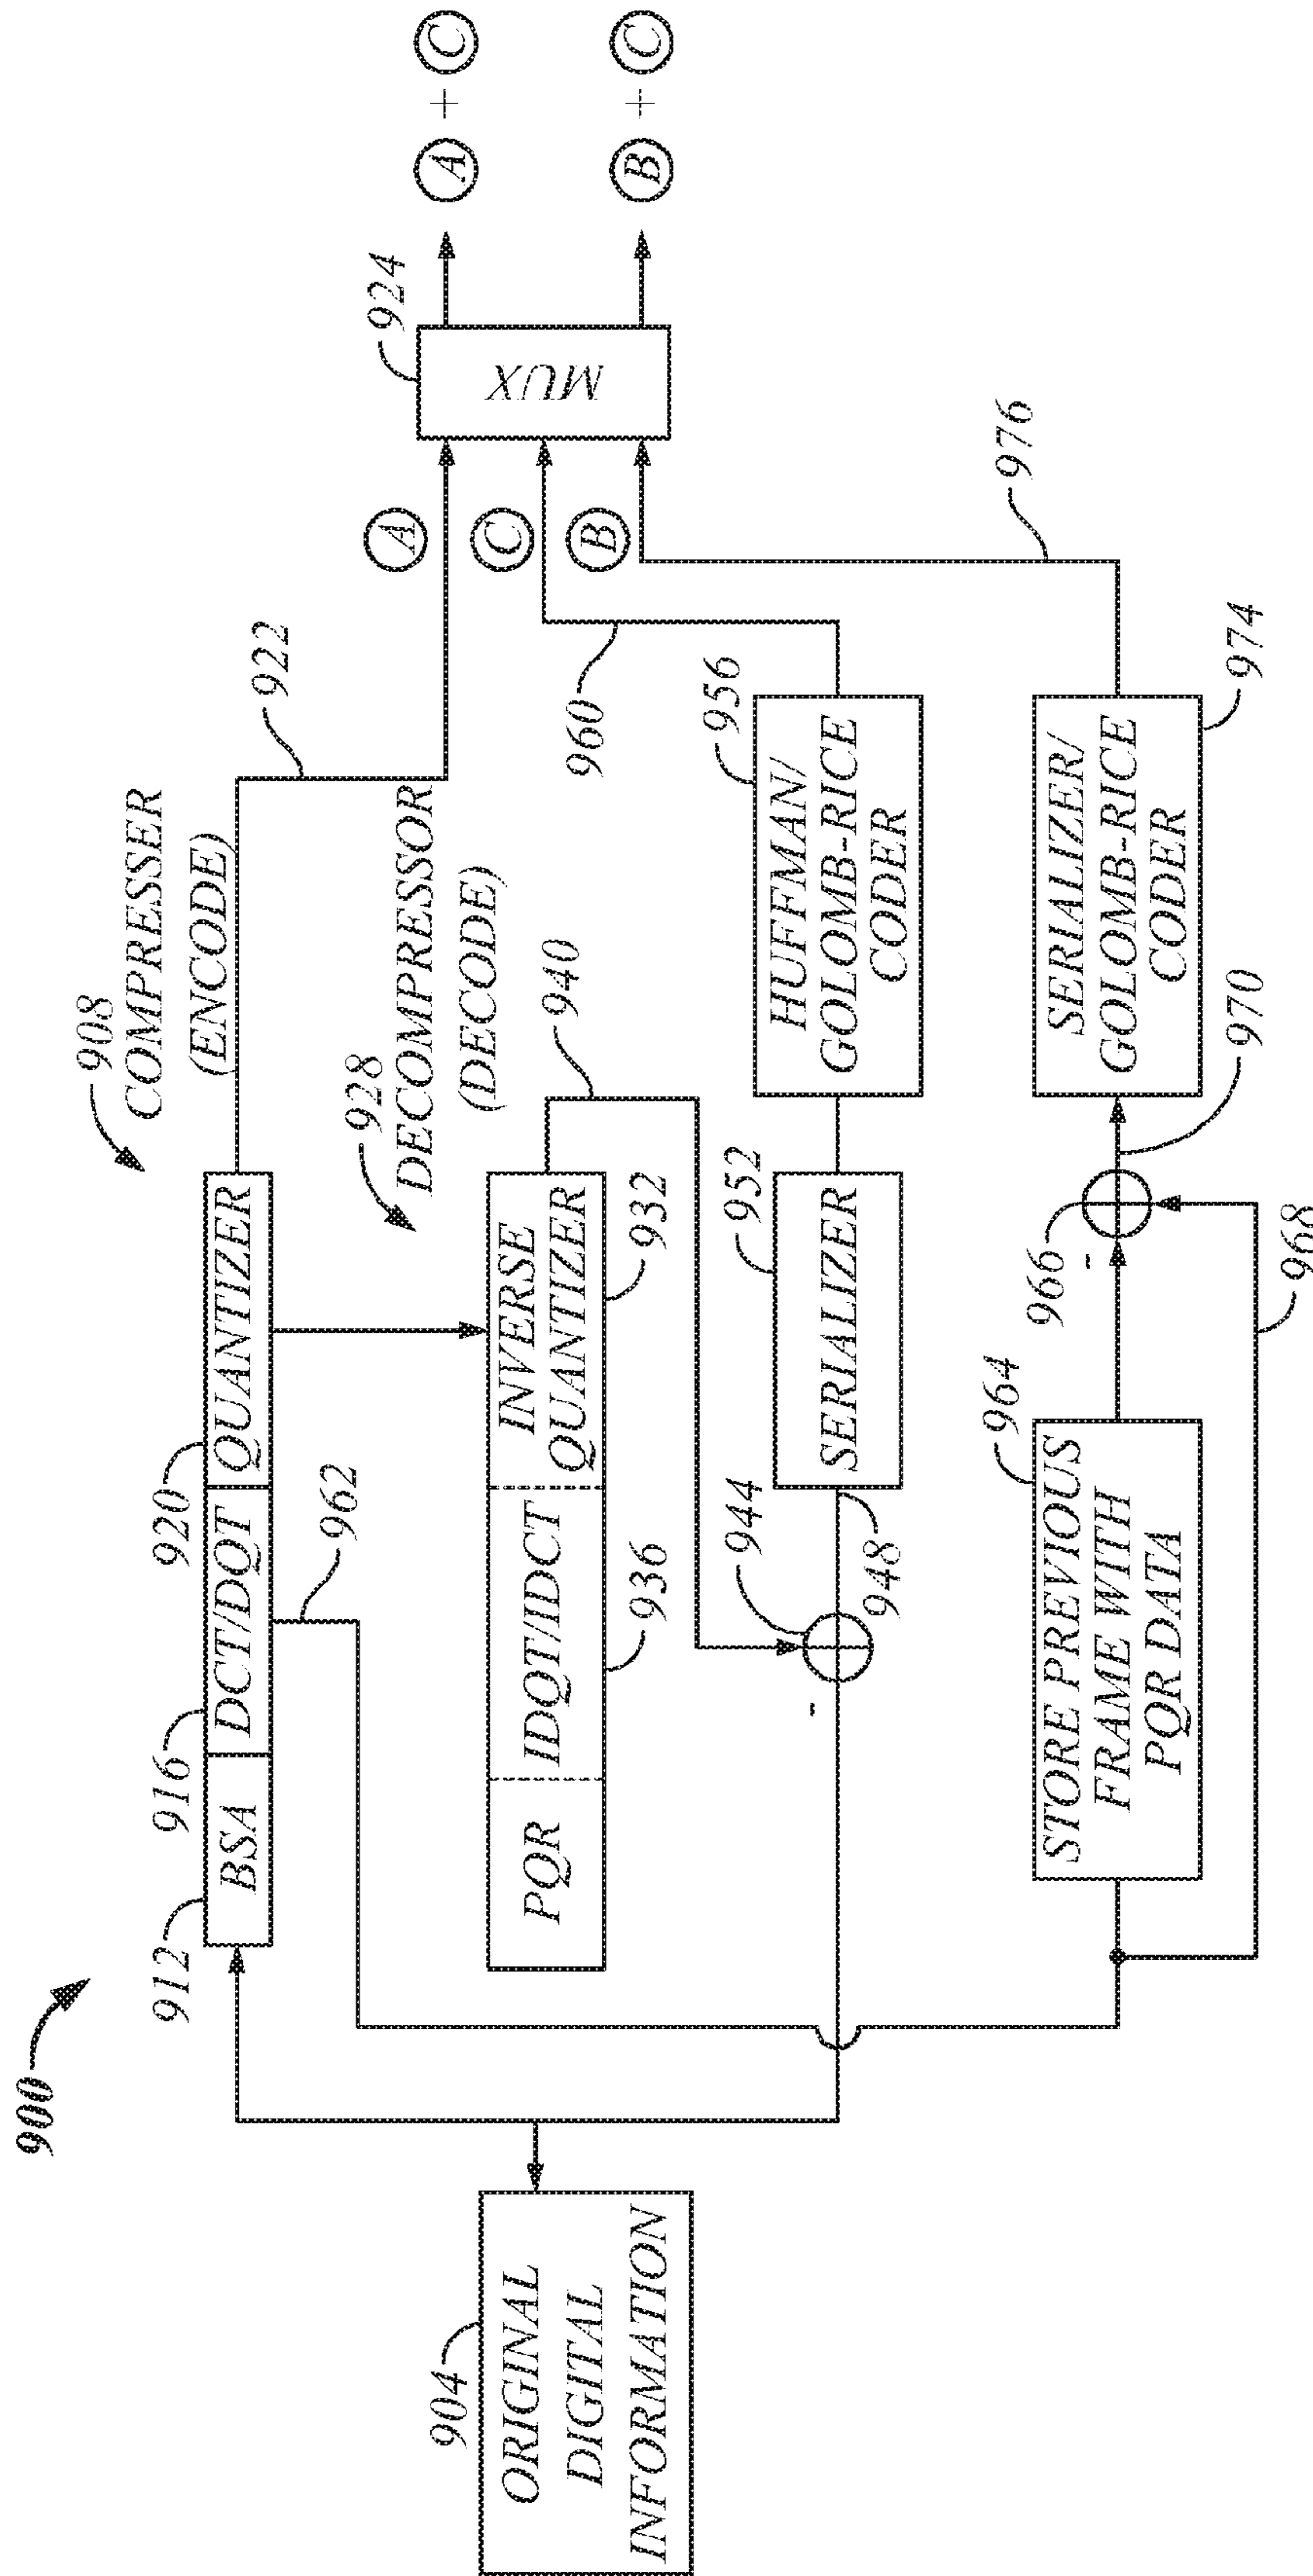 900
904
ORIGINAL
DIGITAL
INFORMATION
908
COMPRESSER
(ENCODE)
912
916
920
BSA
DCT/DQT
QUANTIZER
922
962
928
DECOMPRESSOR
(DECODE)
PQR
IDQT/IDCT
INVERSE
QUANTIZER
936
932
940
944
-
948
952
SERIALIZER
956
HUFFMAN/
GOLOMB-RICE
CODER
960
964
STORE PREVIOUS
FRAME WITH
PQR DATA
966
-
968
970
974
SERIALIZER/
GOLOMB-RICE
CODER
976
A
C
B
924
MUX
A + C
B + C